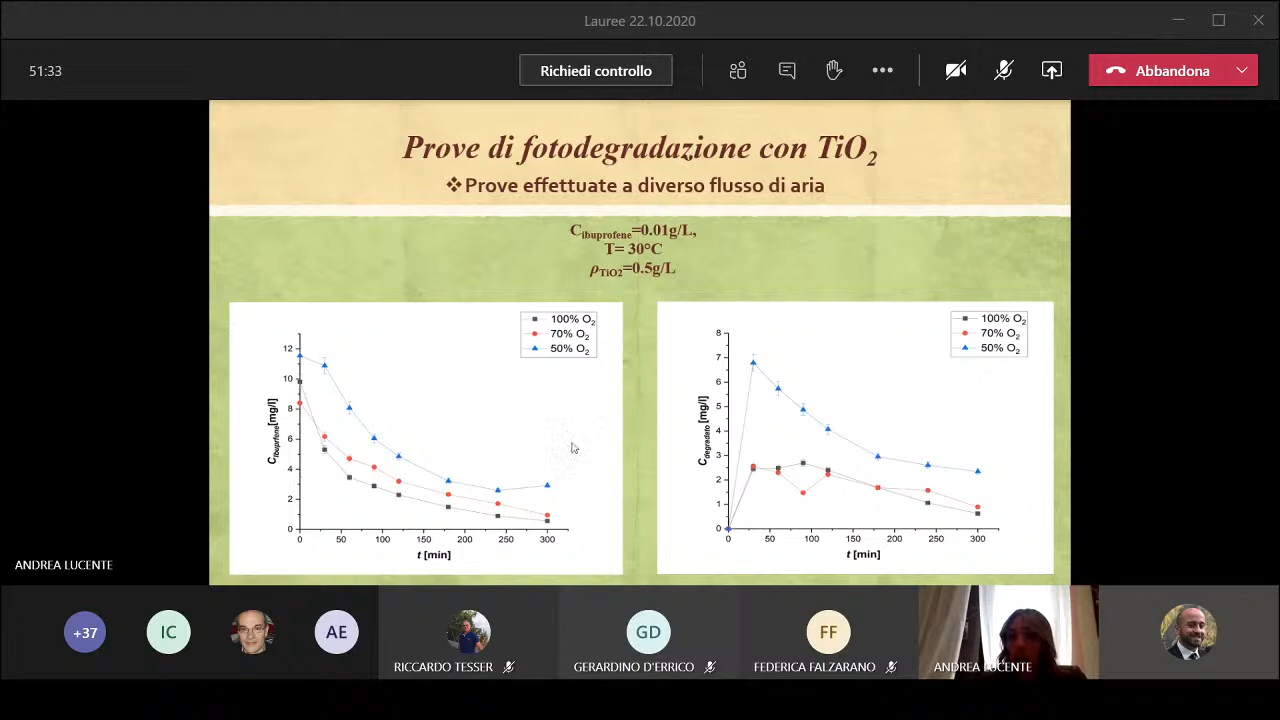 Lauree 22.10.2020
51:33
Richiedi controllo
Abbandona
Prove di fotodegradazione con TiO2
❖Prove effettuate a diverso flusso di aria
Cibuprofene=0.01g/L,
T= 30°C
ρTiO2=0.5g/L
100% O2
70% O2
50% O2
12
10
8
6
4
2
0
Cibuprfene[mg/l]
0 50 100 150 200 250 300
t [min]
100% O2
70% O2
50% O2
8
7
6
5
4
3
2
1
0
Cdegradato [mg/l]
0 50 100 150 200 250 300
t [min]
ANDREA LUCENTE
+37
IC
AE
RICCARDO TESSER
GD
GERARDINO D'ERRICO
FF
FEDERICA FALZARANO
ANDREA LUCENTE